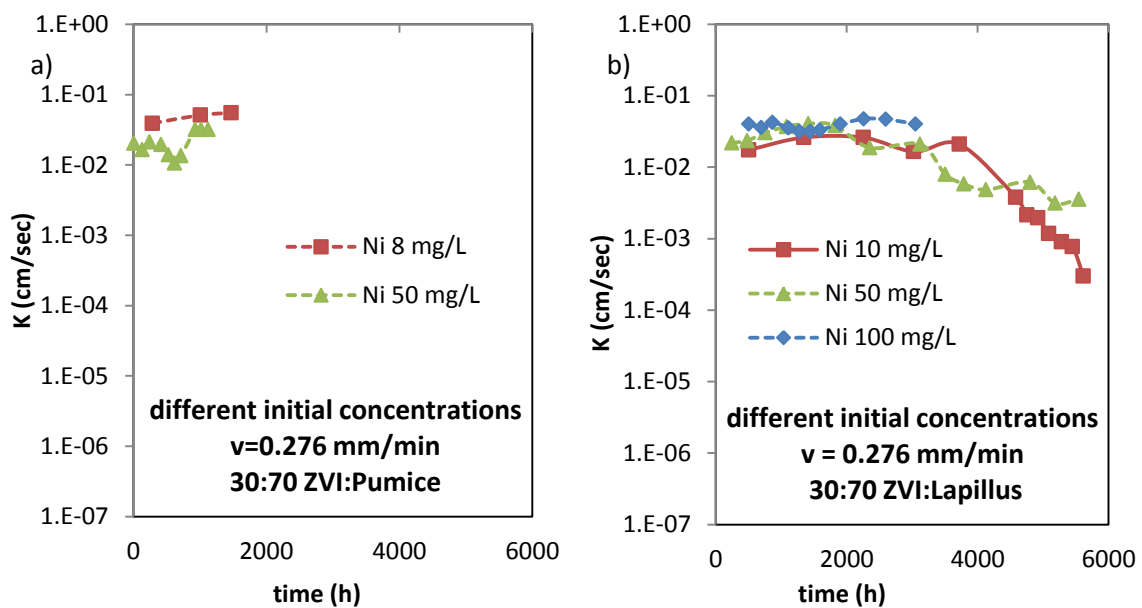 a)
1.E+00
1.E-01
1.E-02
1.E-03
1.E-04
1.E-05
1.E-06
1.E-07
K (cm/sec)
Ni 8 mg/L
Ni 50 mg/L
different initial concentrations
v=0.276 mm/min
30:70 ZVI:Pumice
0
2000
4000
6000
time (h)
b)
1.E+00
1.E-01
1.E-02
1.E-03
1.E-04
1.E-05
1.E-06
1.E-07
K (cm/sec)
Ni 10 mg/L
Ni 50 mg/L
Ni 100 mg/L
different initial concentrations
v = 0.276 mm/min
30:70 ZVI:Lapillus
0
2000
4000
6000
time (h)